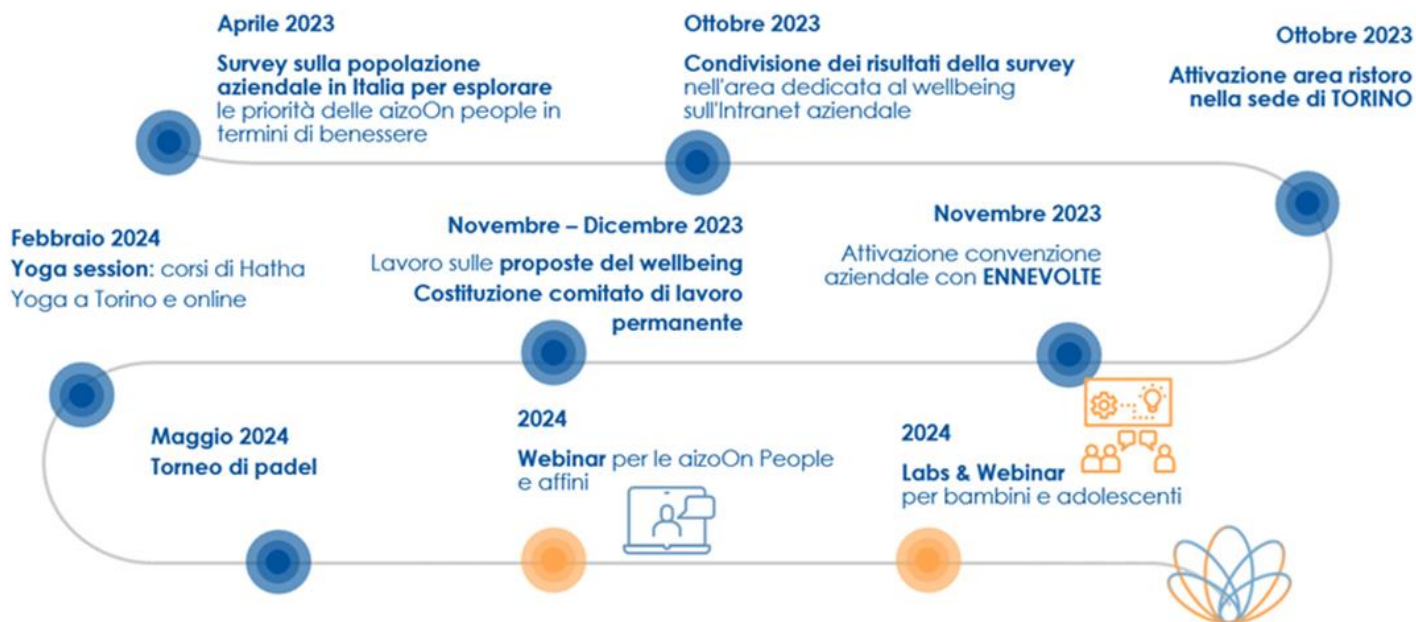 Aprile 2023
Survey sulla popolazione
aziendale in Italia per esplorare
le priorità delle aizoOn people in
termini di benessere
Ottobre 2023
Condivisione dei risultati della survey
nell'area dedicata al wellbeing
sull'Intranet aziendale
Ottobre 2023
Attivazione area ristoro
nella sede di TORINO
Novembre 2023
Attivazione convenzione
aziendale con ENNEVOLTE
Novembre – Dicembre 2023
Lavoro sulle proposte del wellbeing
Costituzione comitato di lavoro
permanente
Febbraio 2024
Yoga session: corsi di Hatha
Yoga a Torino e online
Maggio 2024
Torneo di padel
2024
Webinar per le aizoOn People
e affini
2024
Labs & Webinar
per bambini e adolescenti